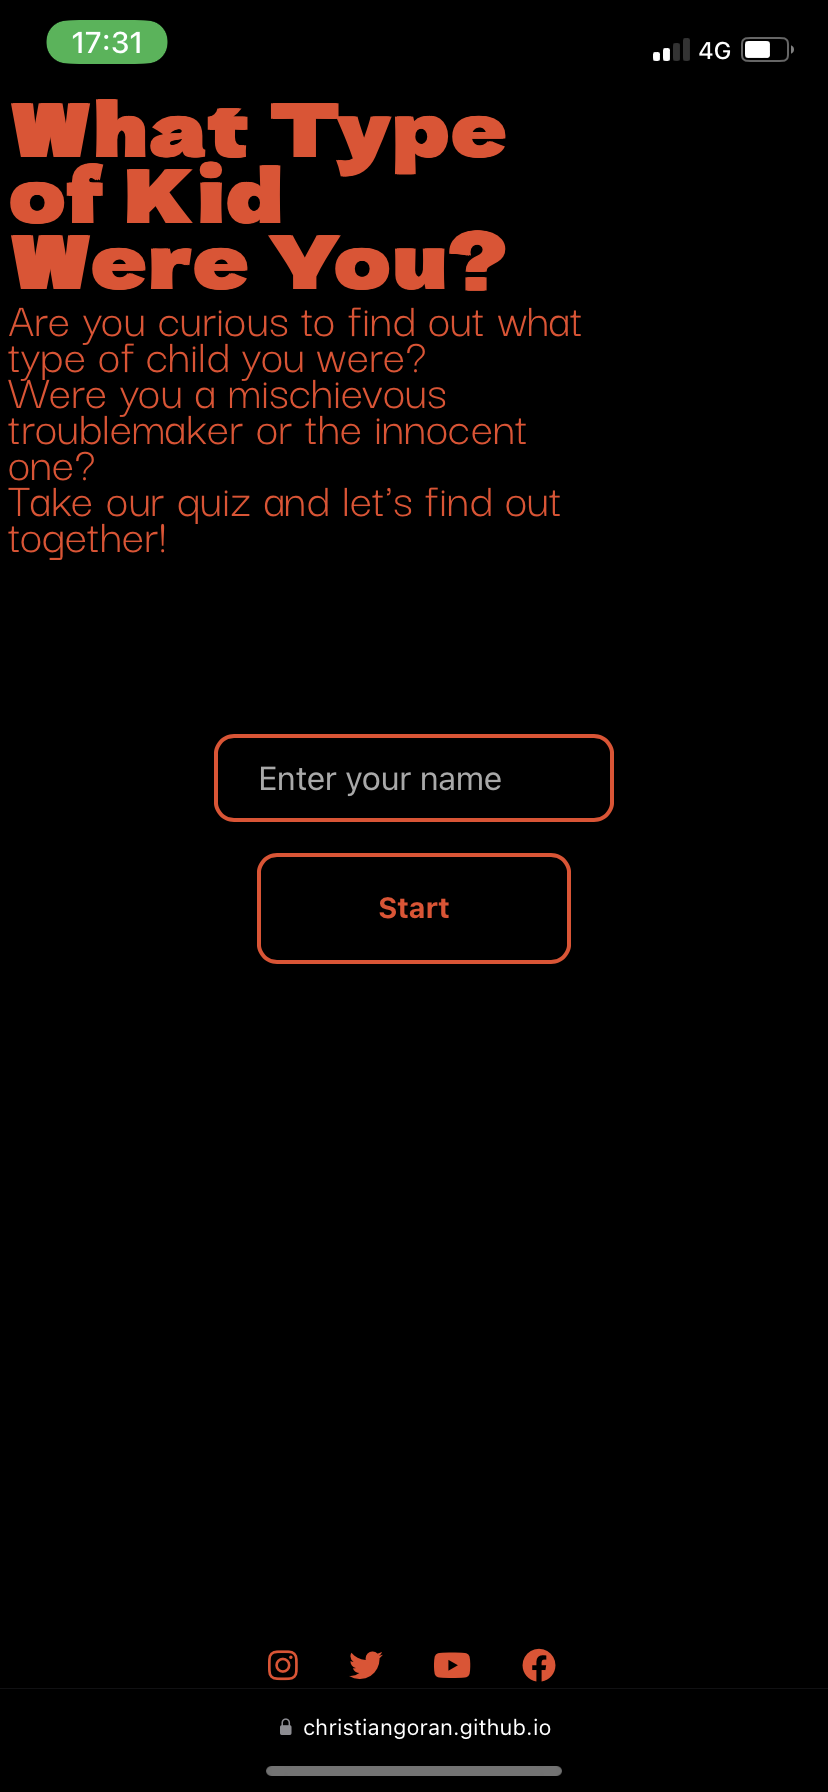 17:31
4G
What Type
of Kid
Were You?
Are you curious to find out what
type of child you were?
Were you a mischievous
troublemaker or the innocent
one?
Take our quiz and let's find out
together!
Enter your name
Start
christiangoran.github.io